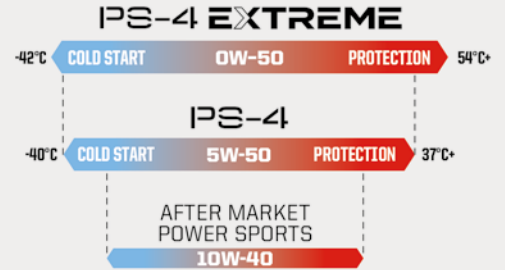 PS-4 EXTREME
-42°C COLD START 0W-50 PROTECTION 54°C+
PS-4
-40°C COLD START 5W-50 PROTECTION 37°C+
AFTER MARKET
POWER SPORTS
10W-40